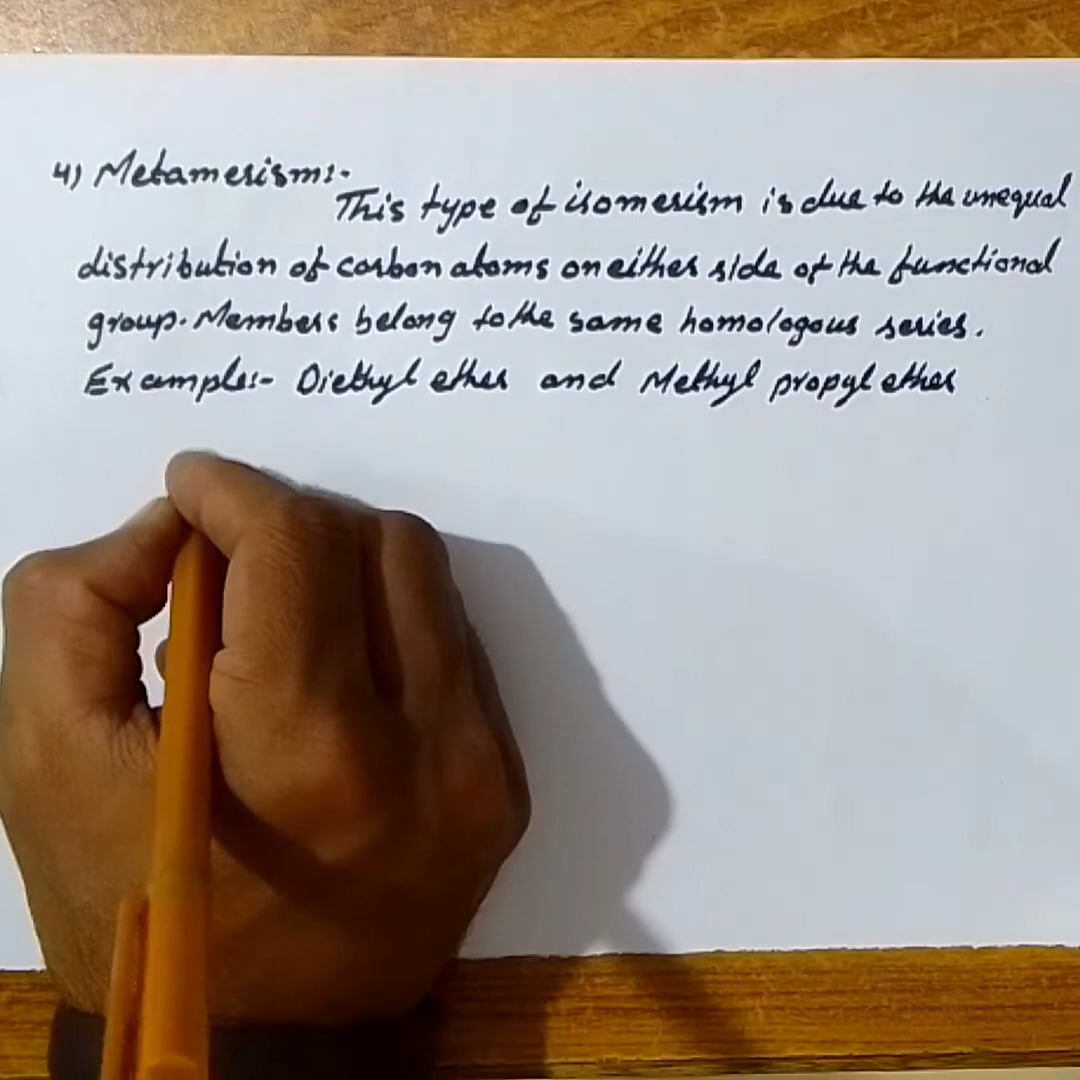 4) Metamerism:-
This type of isomerism is due to the unequal
distribution of carbon atoms on either side of the functional
group. Members belong to the same homologous series.
Example:- Diethyl ether and Methyl propyl ether